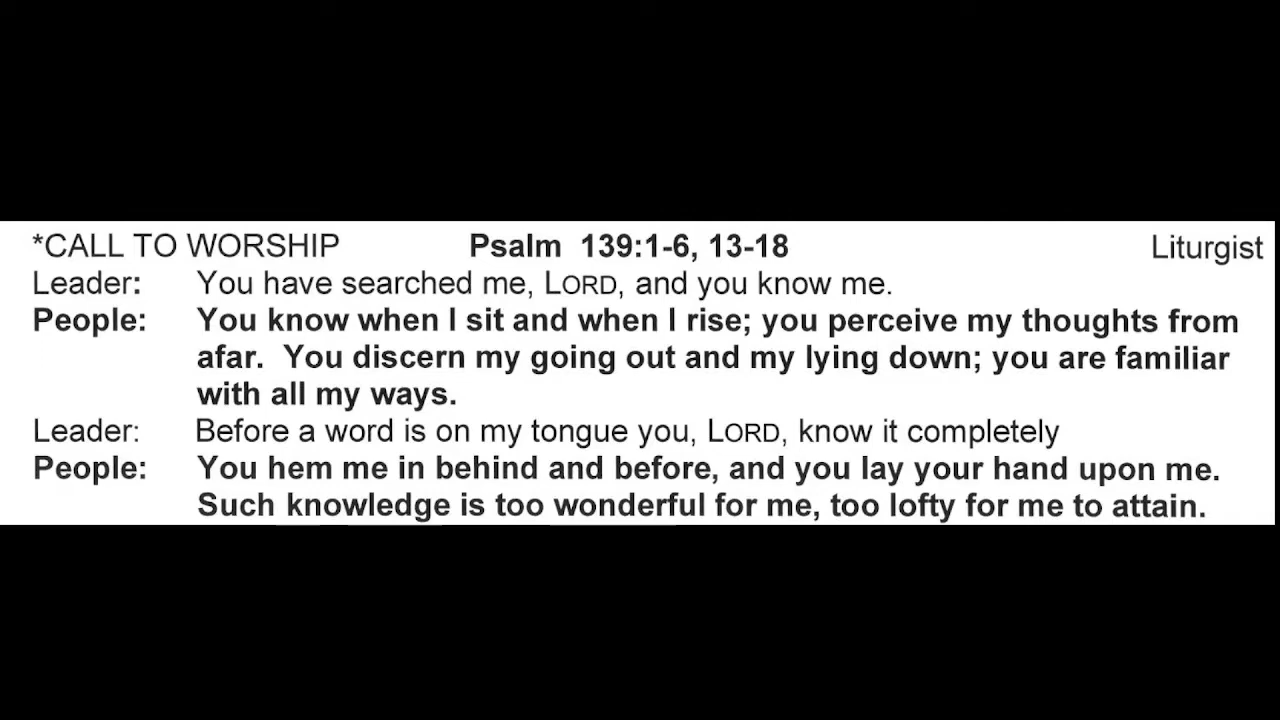 *CALL TO WORSHIP Psalm 139:1-6, 13-18 Liturgist
Leader: You have searched me, LORD, and you know me.
People: You know when I sit and when I rise; you perceive my thoughts from
afar. You discern my going out and my lying down; you are familiar
with all my ways.
Leader: Before a word is on my tongue you, LORD, know it completely
People: You hem me in behind and before, and you lay your hand upon me.
Such knowledge is too wonderful for me, too lofty for me to attain.